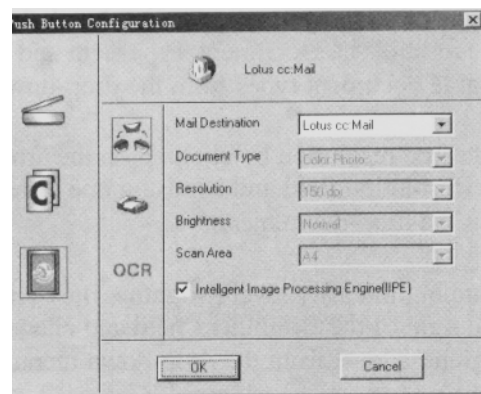 ush Button Configuration
Lotus cc:Mail
Mail Destination Lotus cc:Mail
Document Type Color Photo
Resolution 150 dpi
Brightness Normal
Scan Area A4
C
OCR
Inteligent Image Processing Engine(IIPE)
OK Cancel